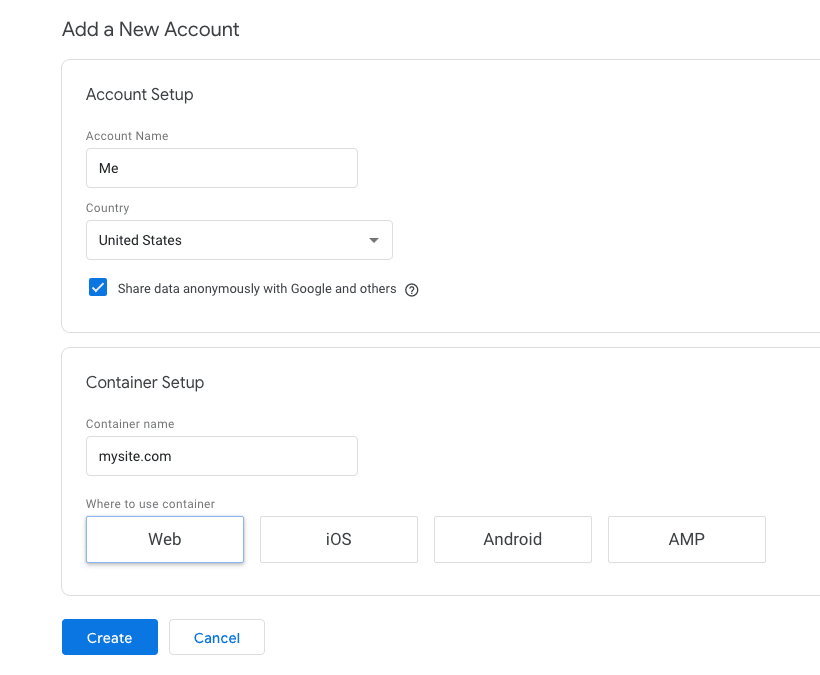 Add a New Account
Account Setup
Account Name
Me
Country
United States
Share data anonymously with Google and others ?
Container Setup
Container name
mysite.com
Where to use container
Web iOS Android AMP
Create Cancel